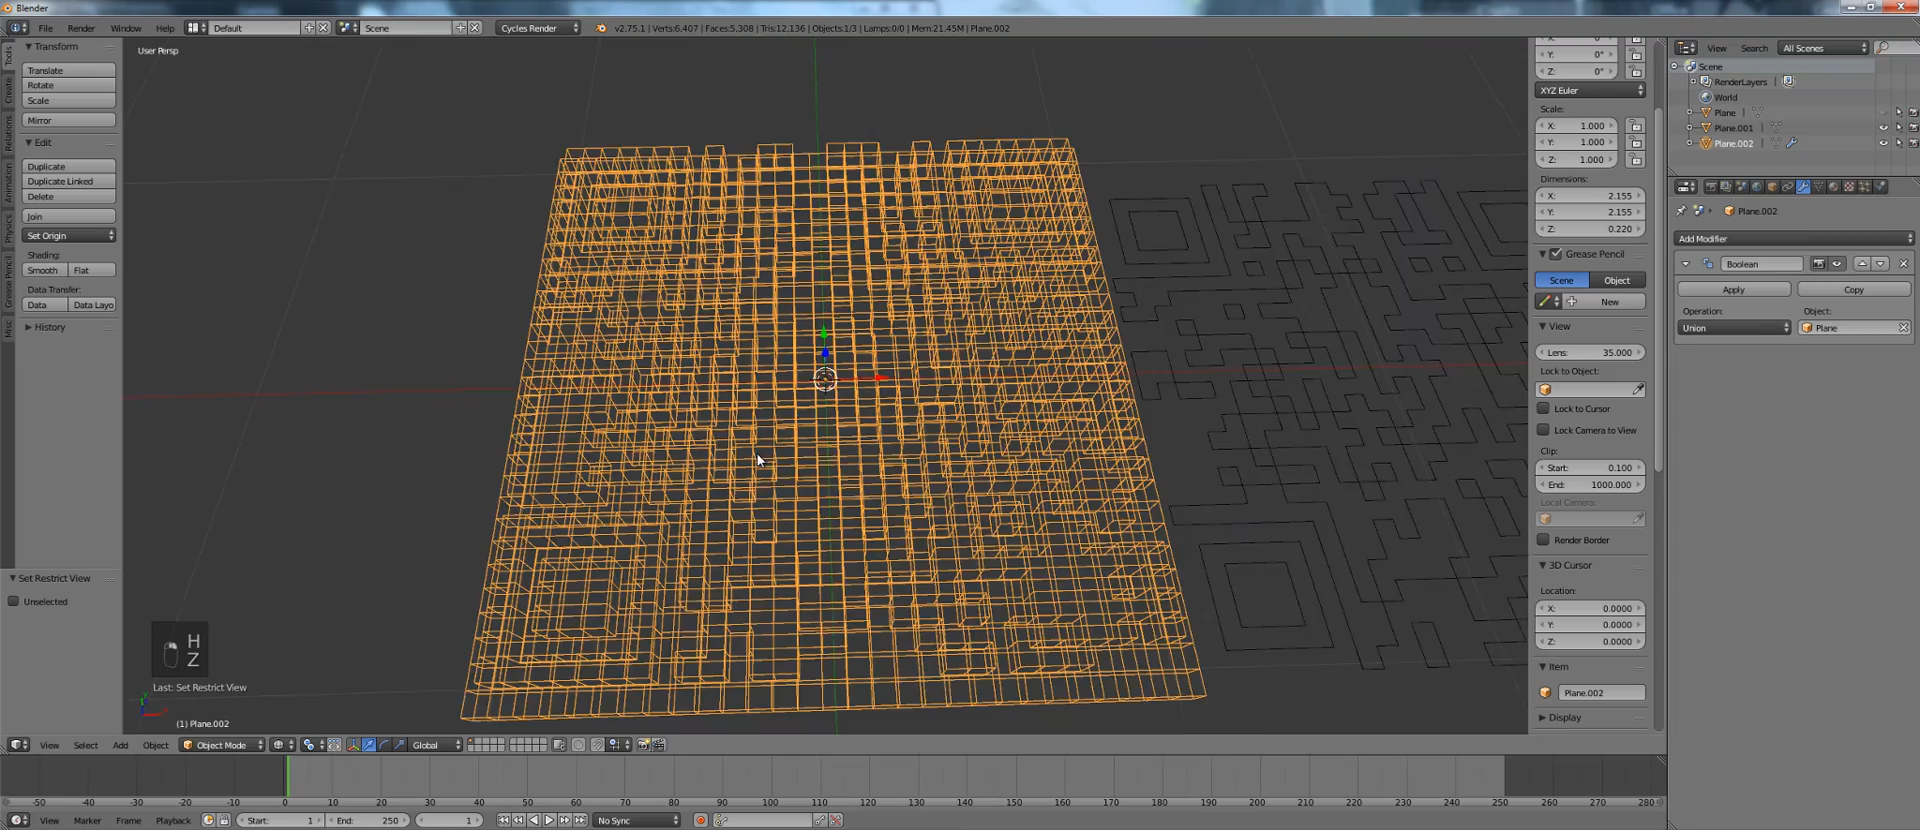 Blender
File Render Window Help Default Scene Cycles Render v2.75.1 | Verts:6.407 | Faces:5.308 | Tris:12.136 | Objects:1/3 | Lamps:0/0 | Mem:21.45M | Plane.002
Tools
Create
Relations
Animation
Physics
Grease Pencil
Misc
Transform
Translate
Rotate
Scale
Mirror
Edit
Duplicate
Duplicate Linked
Delete
Join
Set Origin
Shading:
Smooth Flat
Data Transfer:
Data Data Layo
History
Set Restrict View
Unselected
User Persp
H
Z
Last: Set Restrict View
(1) Plane.002
Y: 0°
Z: 0°
XYZ Euler
Scale:
X: 1.000
Y: 1.000
Z: 1.000
Dimensions:
X: 2.155
Y: 2.155
Z: 0.220
Grease Pencil
Scene Object
New
View
Lens: 35.000
Lock to Object:
Lock to Cursor
Lock Camera to View
Clip:
Start: 0.100
End: 1000.000
Local Camera:
Render Border
3D Cursor
Location:
X: 0.0000
Y: 0.0000
Z: 0.0000
Item
Plane.002
Display
View Search All Scenes
Scene
RenderLayers
World
Plane
Plane.001
Plane.002
Plane.002
Add Modifier
Boolean
Apply Copy
Operation: Object:
Union Plane
View Select Add Object Object Mode Global
-50 -40 -30 -20 -10 0 10 20 30 40 50 60 70 80 90 100 110 120 130 140 150 160 170 180 190 200 210 220 230 240 250 260 270 280
View Marker Frame Playback Start: 1 End: 250 1 No Sync